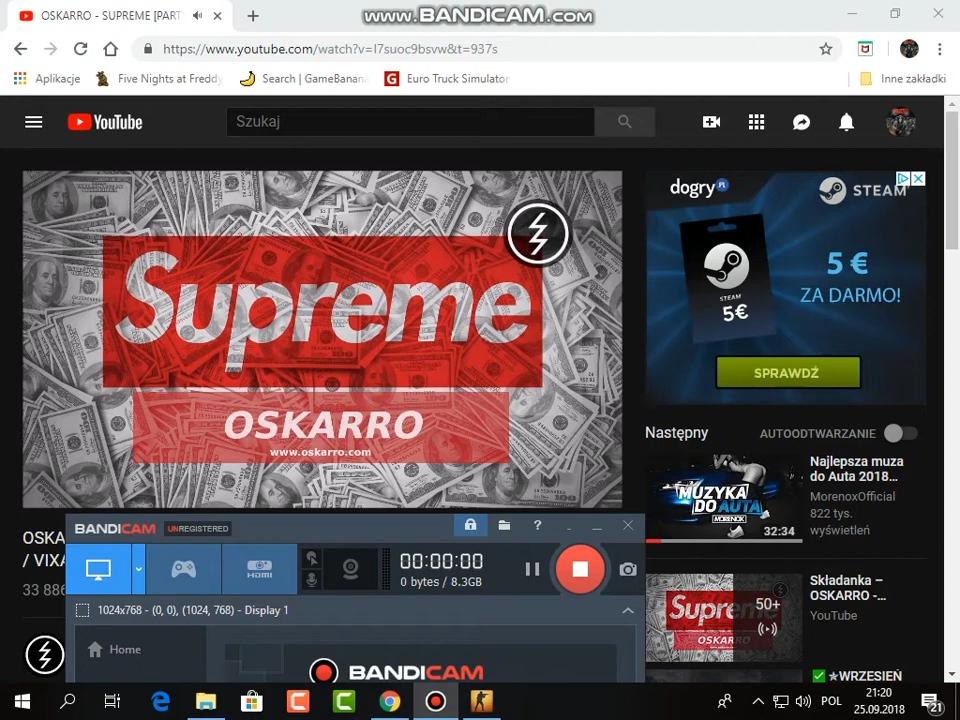 OSKARRO - SUPREME [PART
www.BANDICAM.com
https://www.youtube.com/watch?v=I7suoc9bsvw&t=937s
Aplikacje
Five Nights at Freddy
Search | GameBanan
Euro Truck Simulator
Inne zakładki
YouTube
Szukaj
Supreme
OSKARRO
www.oskarro.com
dogry PL
STEAM
STEAM
5€
5 €
ZA DARMO!
SPRAWDŹ
Następny
AUTOODTWARZANIE
MUZYKA
DO AUTA
MORENOX
32:34
Najlepsza muza
do Auta 2018...
MorenoxOfficial
822 tys.
wyświetleń
OSKA
/ VIXA
33 886
BANDICAM
UNREGISTERED
HDMI
00:00:00
0 bytes / 8.3GB
1024x768 - (0, 0), (1024, 768) - Display 1
Home
BANDICAM
Supreme
OSKARRO
50+
Składanka –
OSKARRO -...
YouTube
✅ ★WRZESIEŃ
POL
21:20
25.09.2018
21